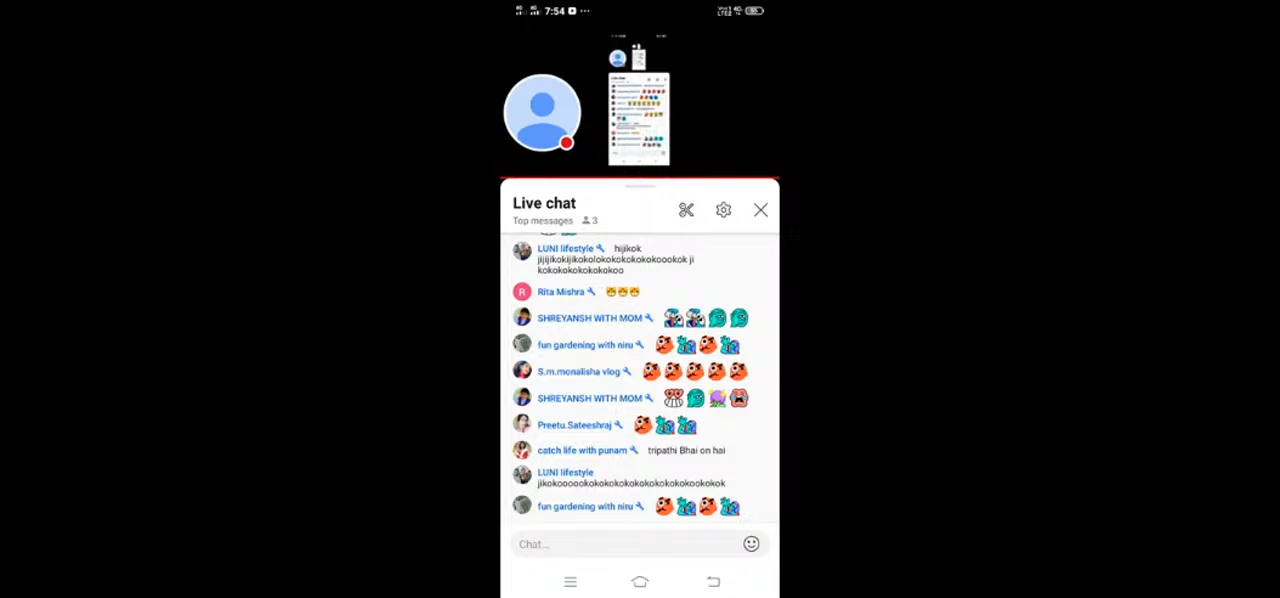 7:54
Live chat
Top messages 3
LUNI lifestyle hijikok
jijijikokijikokolokokokokokokoookok ji
kokokokokokokokoo
R Rita Mishra
SHREYANSH WITH MOM
fun gardening with niru
S.m.monalisha vlog
SHREYANSH WITH MOM
Preetu.Sateeshraj
catch life with punam tripathi Bhai on hai
LUNI lifestyle
jikokoooookokokokokokokokokokokookokok
fun gardening with niru
Chat...